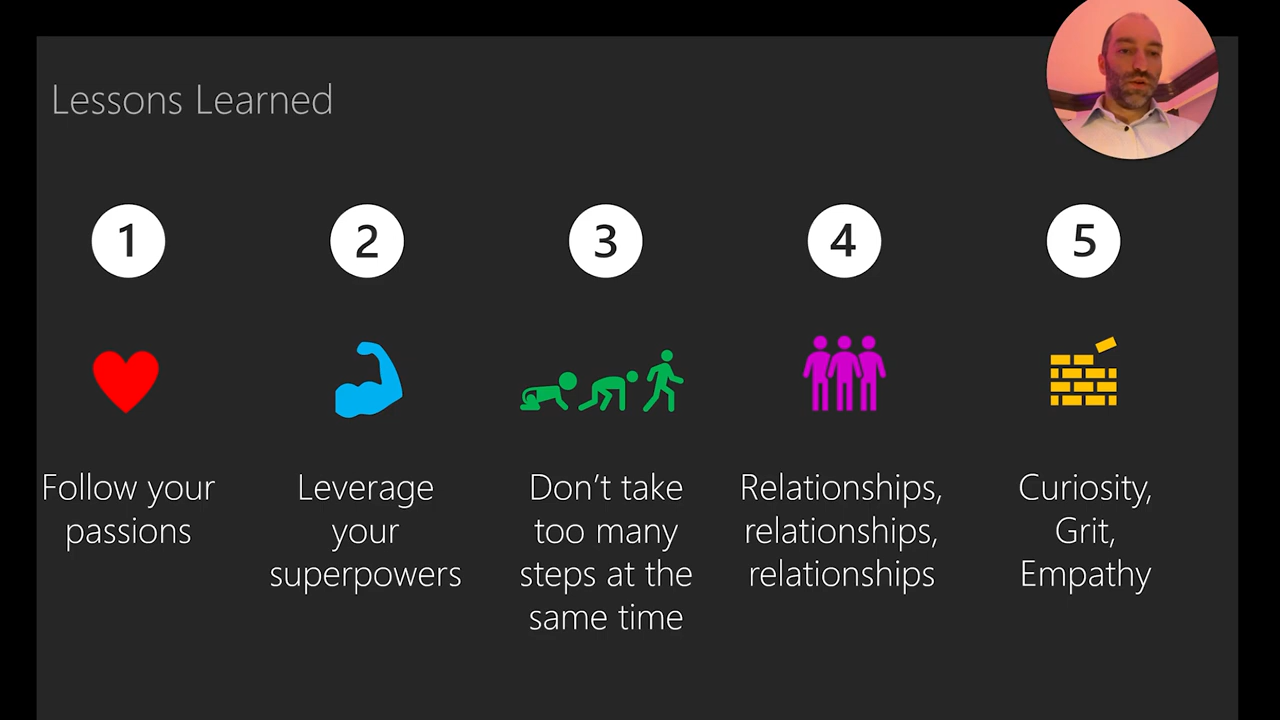 Lessons Learned
1
2
3
4
5
Follow your
passions
Leverage
your
superpowers
Don’t take
too many
steps at the
same time
Relationships,
relationships,
relationships
Curiosity,
Grit,
Empathy